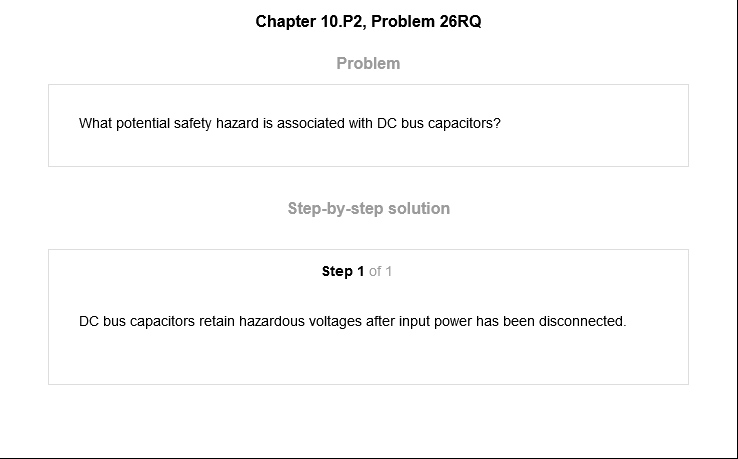 Chapter 10.P2, Problem 26RQ
Problem
What potential safety hazard is associated with DC bus capacitors?
Step-by-step solution
Step 1 of 1
DC bus capacitors retain hazardous voltages after input power has been disconnected.